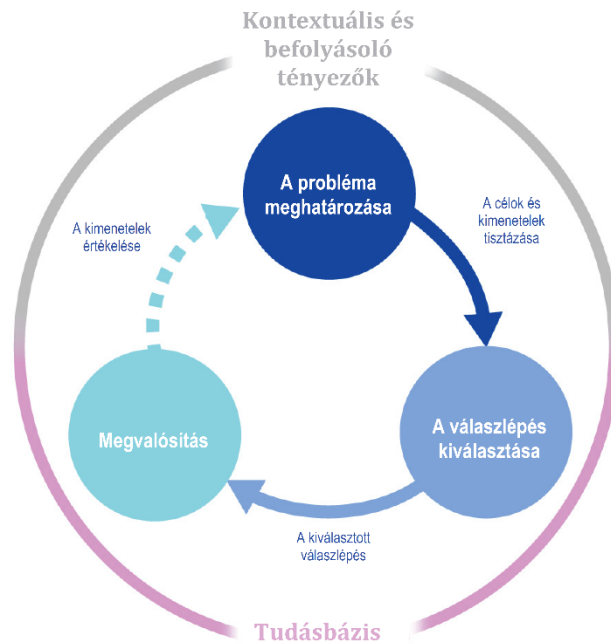 Kontextuális és
befolyásoló
tényezők
A probléma
meghatározása
A célok és
kimenetelek
tisztázása
A kimenetelek
értékelése
Megvalósítás
A válaszlépés
kiválasztása
A kiválasztott
válaszlépés
Tudásbázis